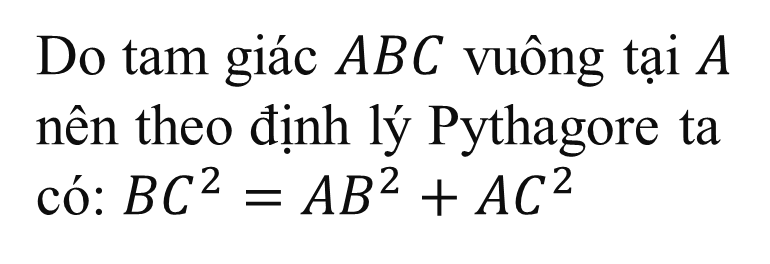 Do tam giác 𝐴𝐵𝐶 vuông tại 𝐴
nên theo định lý Pythagore ta
có: 𝐵𝐶² = 𝐴𝐵² + 𝐴𝐶²